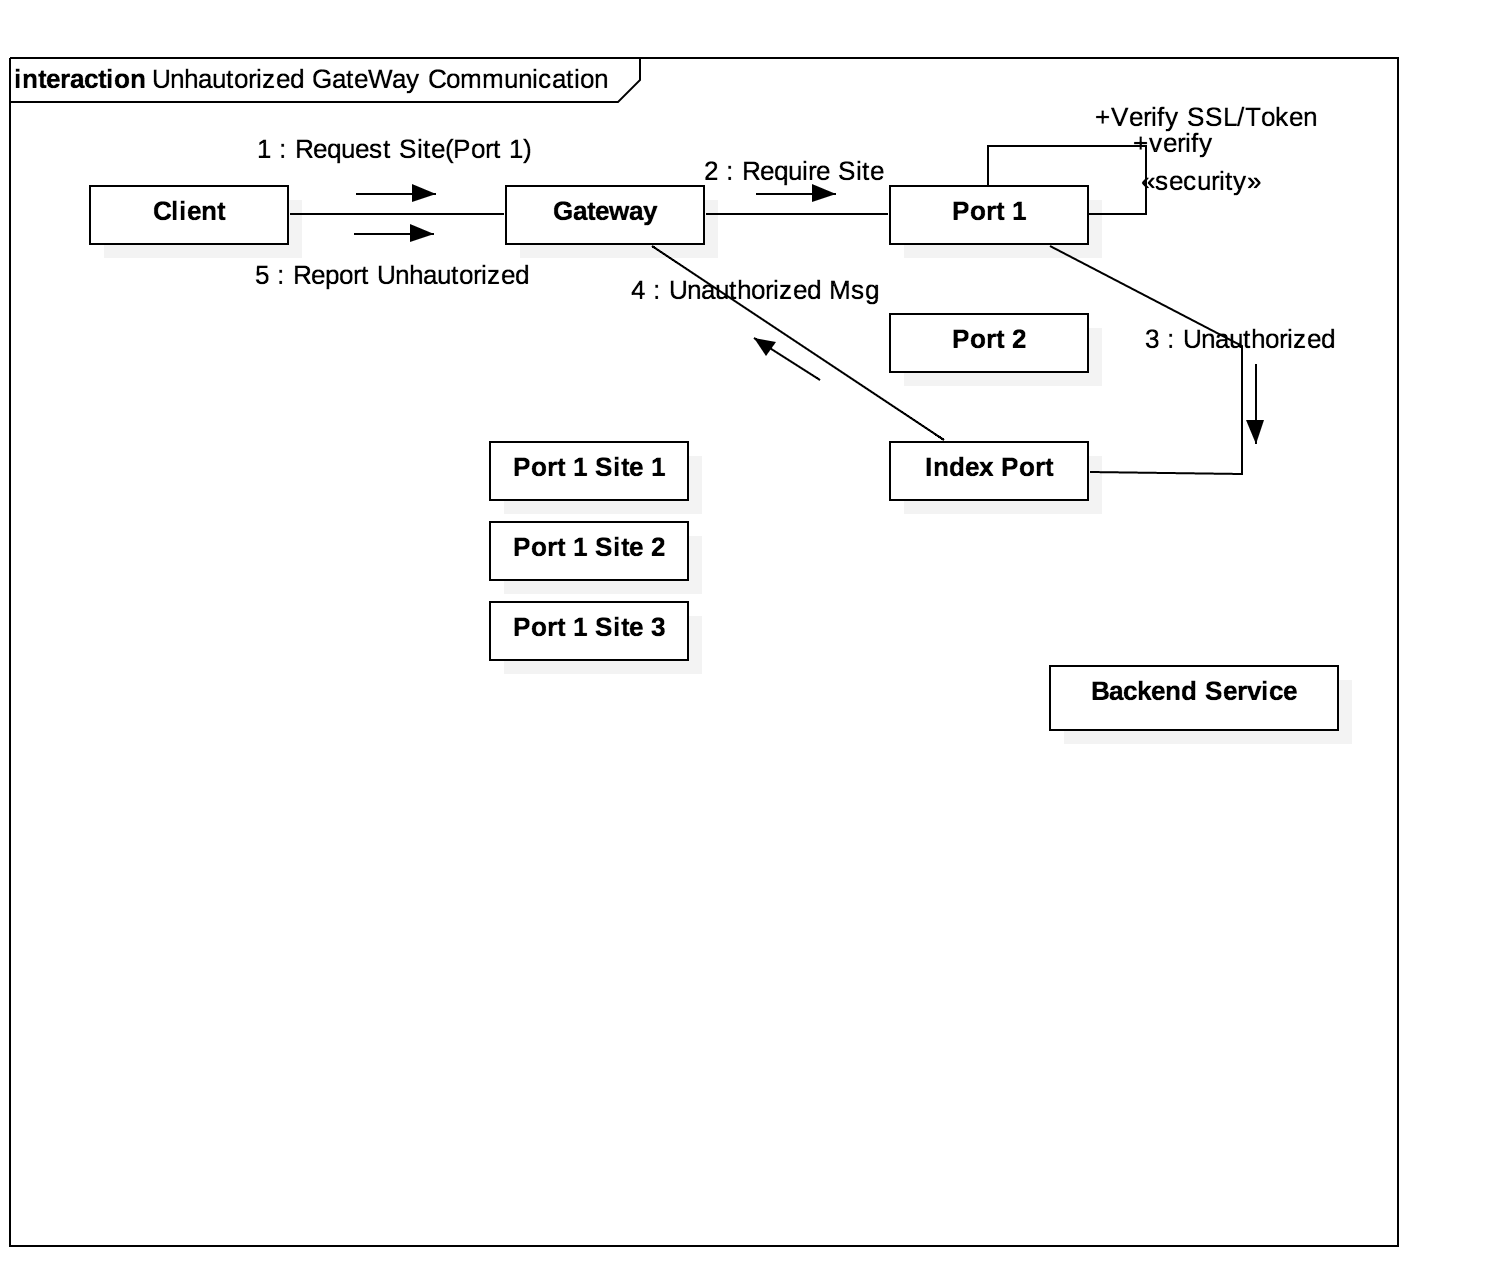 interaction Unhautorized GateWay Communication
+Verify SSL/Token
+verify
«security»
1 : Request Site(Port 1)
2 : Require Site
Client
Gateway
Port 1
5 : Report Unhautorized
4 : Unauthorized Msg
Port 2
3 : Unauthorized
Port 1 Site 1
Index Port
Port 1 Site 2
Port 1 Site 3
Backend Service